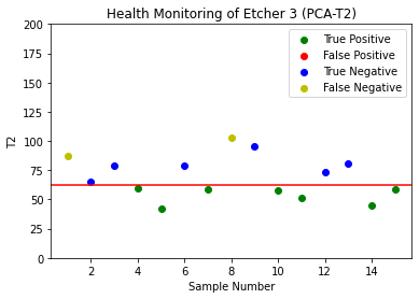 Health Monitoring of Etcher 3 (PCA-T2)
200
175
150
125
100
75
50
25
0
T2
True Positive
False Positive
True Negative
False Negative
2 4 6 8 10 12 14
Sample Number